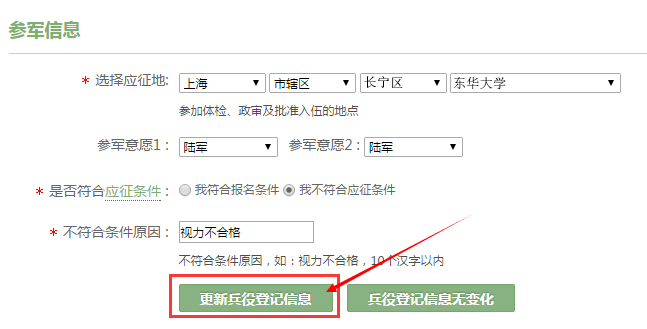 参军信息
* 选择应征地: 上海 市辖区 长宁区 东华大学
参加体检、政审及批准入伍的地点
参军意愿1： 陆军 参军意愿2： 陆军
* 是否符合应征条件： 我符合报名条件 我不符合应征条件
* 不符合条件原因： 视力不合格
不符合条件原因，如：视力不合格，10个汉字以内
更新兵役登记信息 兵役登记信息无变化